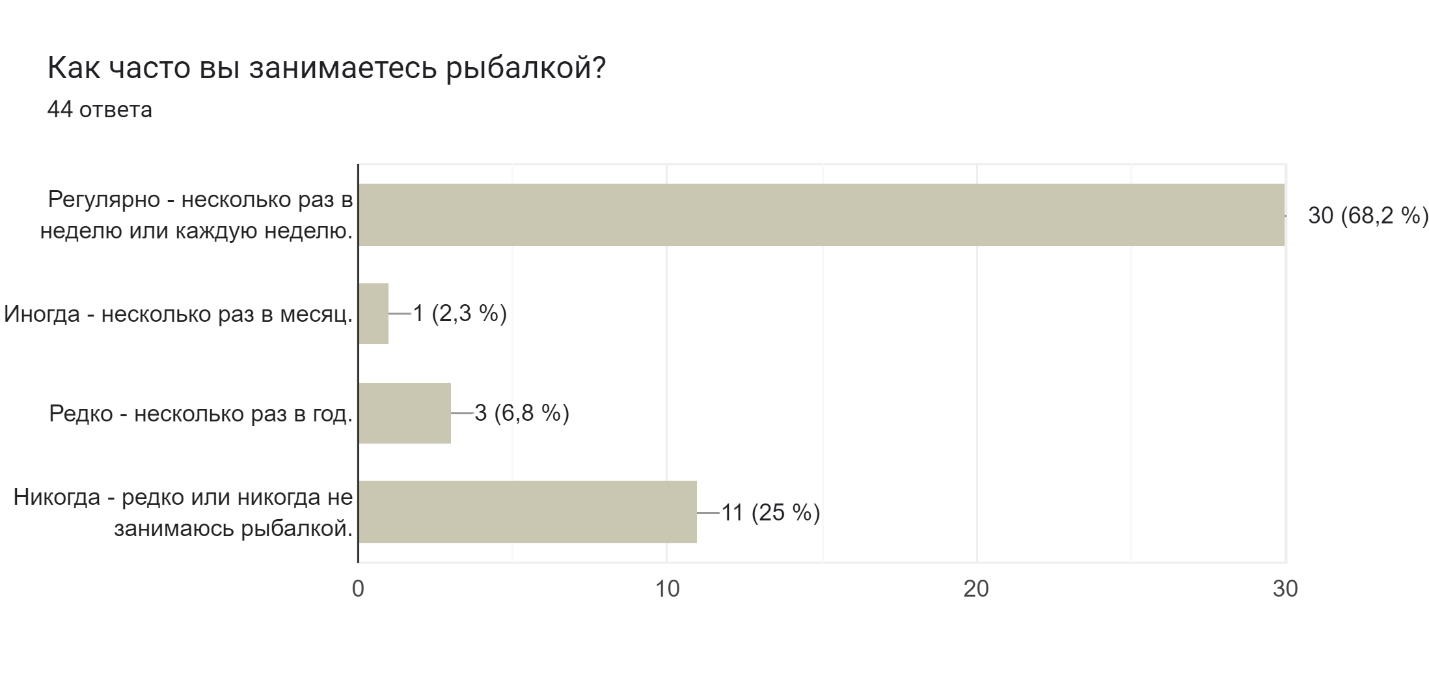 Как часто вы занимаетесь рыбалкой?
44 ответа
Регулярно - несколько раз в
неделю или каждую неделю.
30 (68,2 %)
Иногда - несколько раз в месяц.
1 (2,3 %)
Редко - несколько раз в год.
3 (6,8 %)
Никогда - редко или никогда не
занимаюсь рыбалкой.
11 (25 %)
0
10
20
30